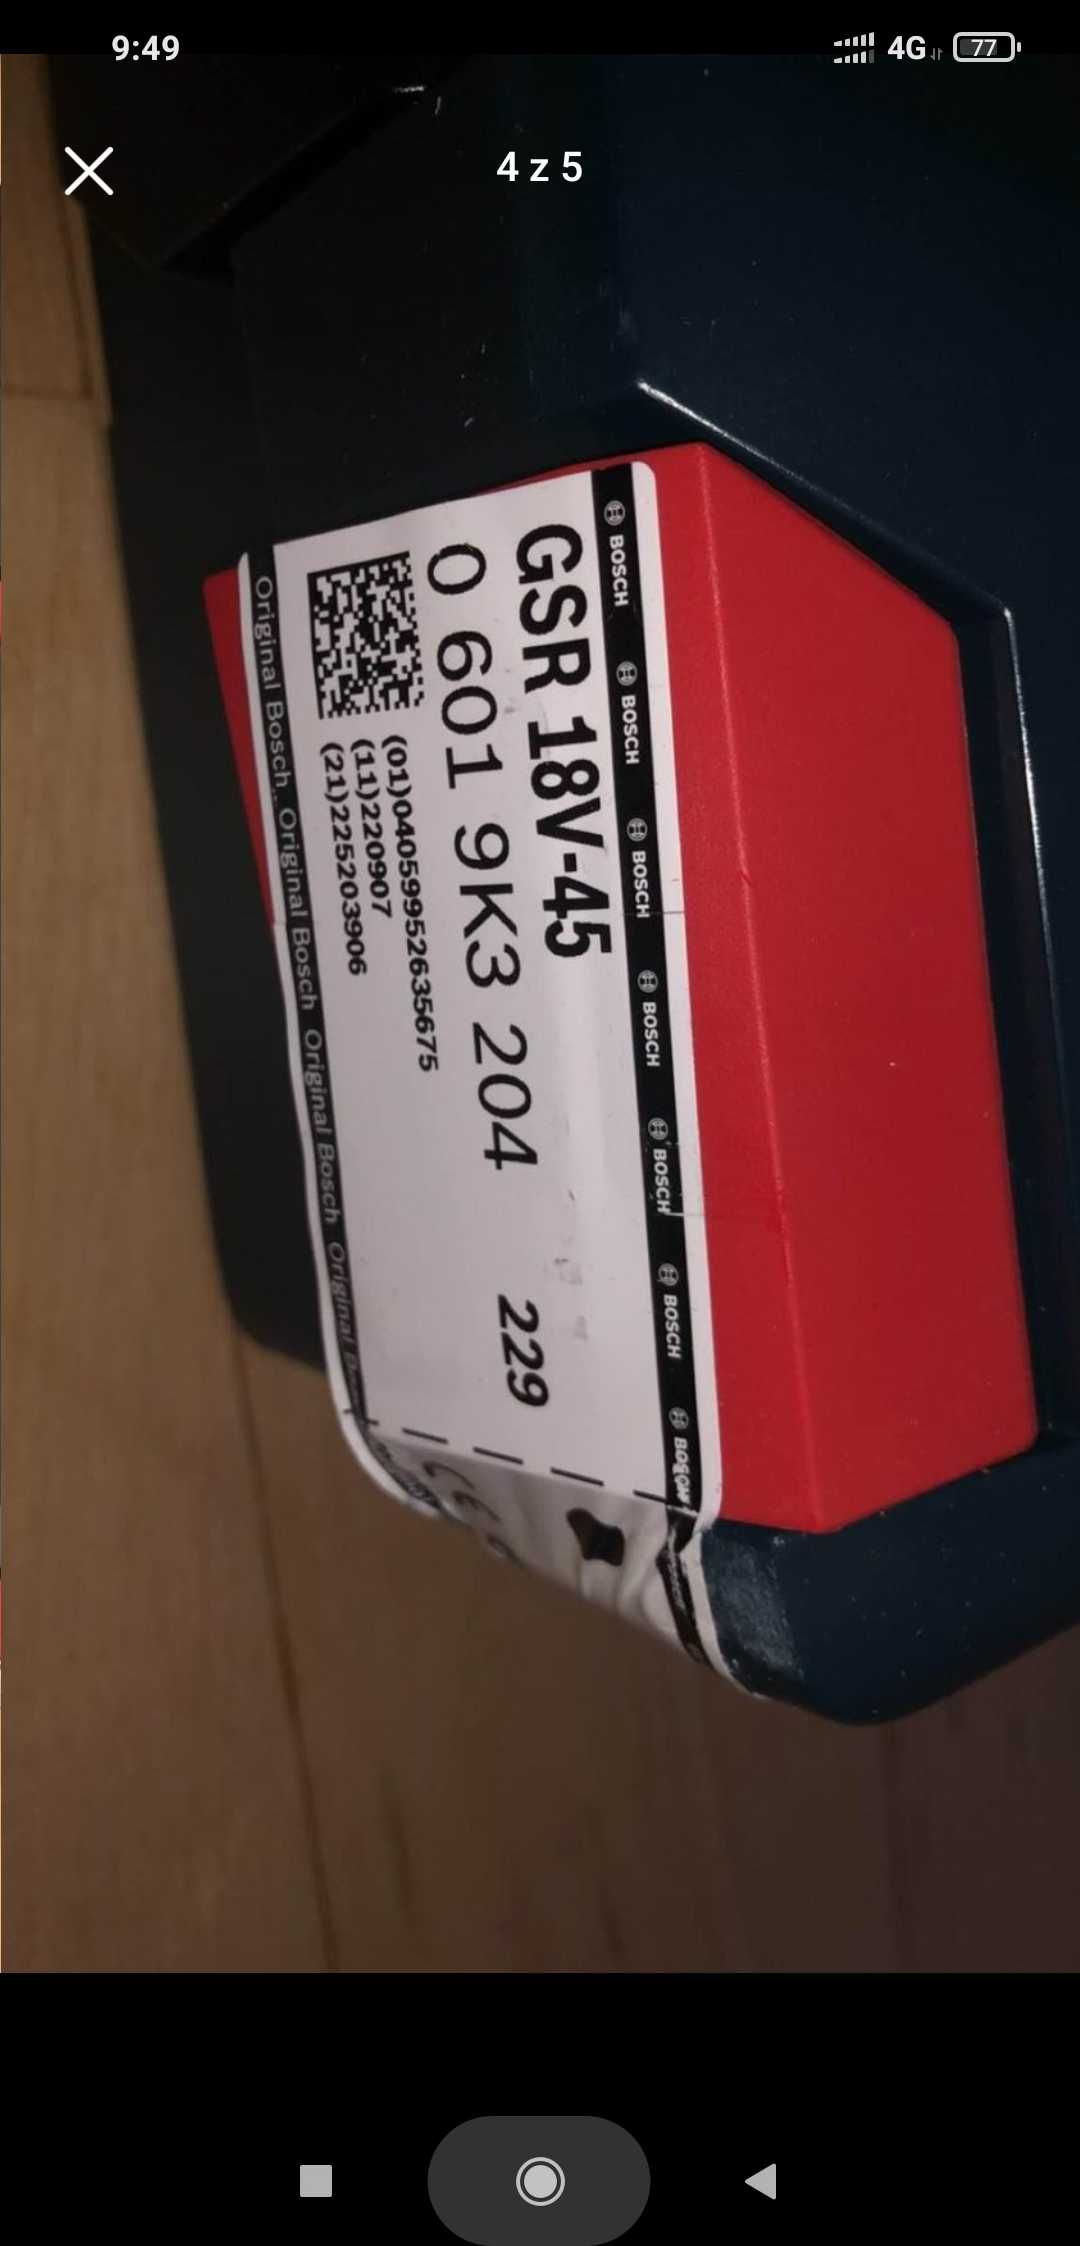 9:49
4G 77
4 z 5
BOSCH BOSCH BOSCH BOSCH BOSCH BOSCH BOSCH
GSR 18V-45
0 601 9K3 204 229
(01)04059952635675
(11)220907
(21)225203906
Original Bosch Original Bosch Original Bosch Original
CE